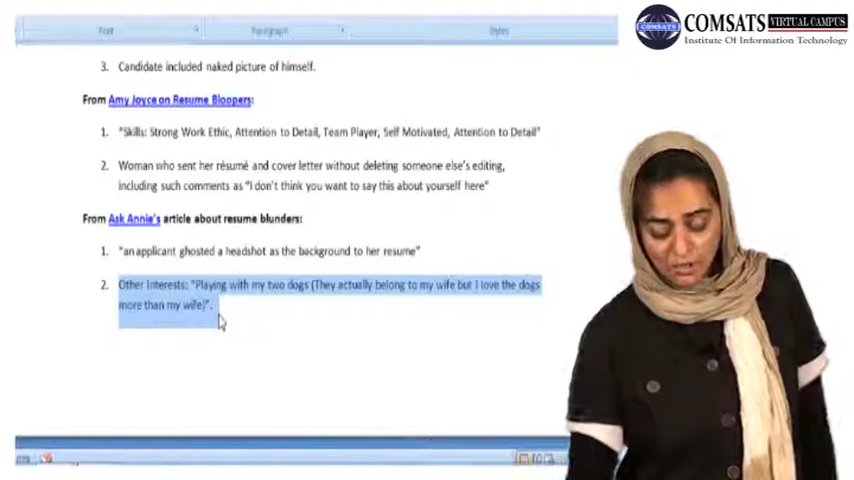 COMSATS VIRTUAL CAMPUS
COMSATS
Institute Of Information Technology
Font Paragraph Styles
3. Candidate included naked picture of himself.
From Amy Joyce on Resume Bloopers:
1. "Skills: Strong Work Ethic, Attention to Detail, Team Player, Self Motivated, Attention to Detail"
2. Woman who sent her résumé and cover letter without deleting someone else's editing,
including such comments as "I don't think you want to say this about yourself here"
From Ask Annie's article about resume blunders:
1. "an applicant ghosted a headshot as the background to her resume"
2. Other Interests: "Playing with my two dogs (They actually belong to my wife but I love the dogs
more than my wife)".